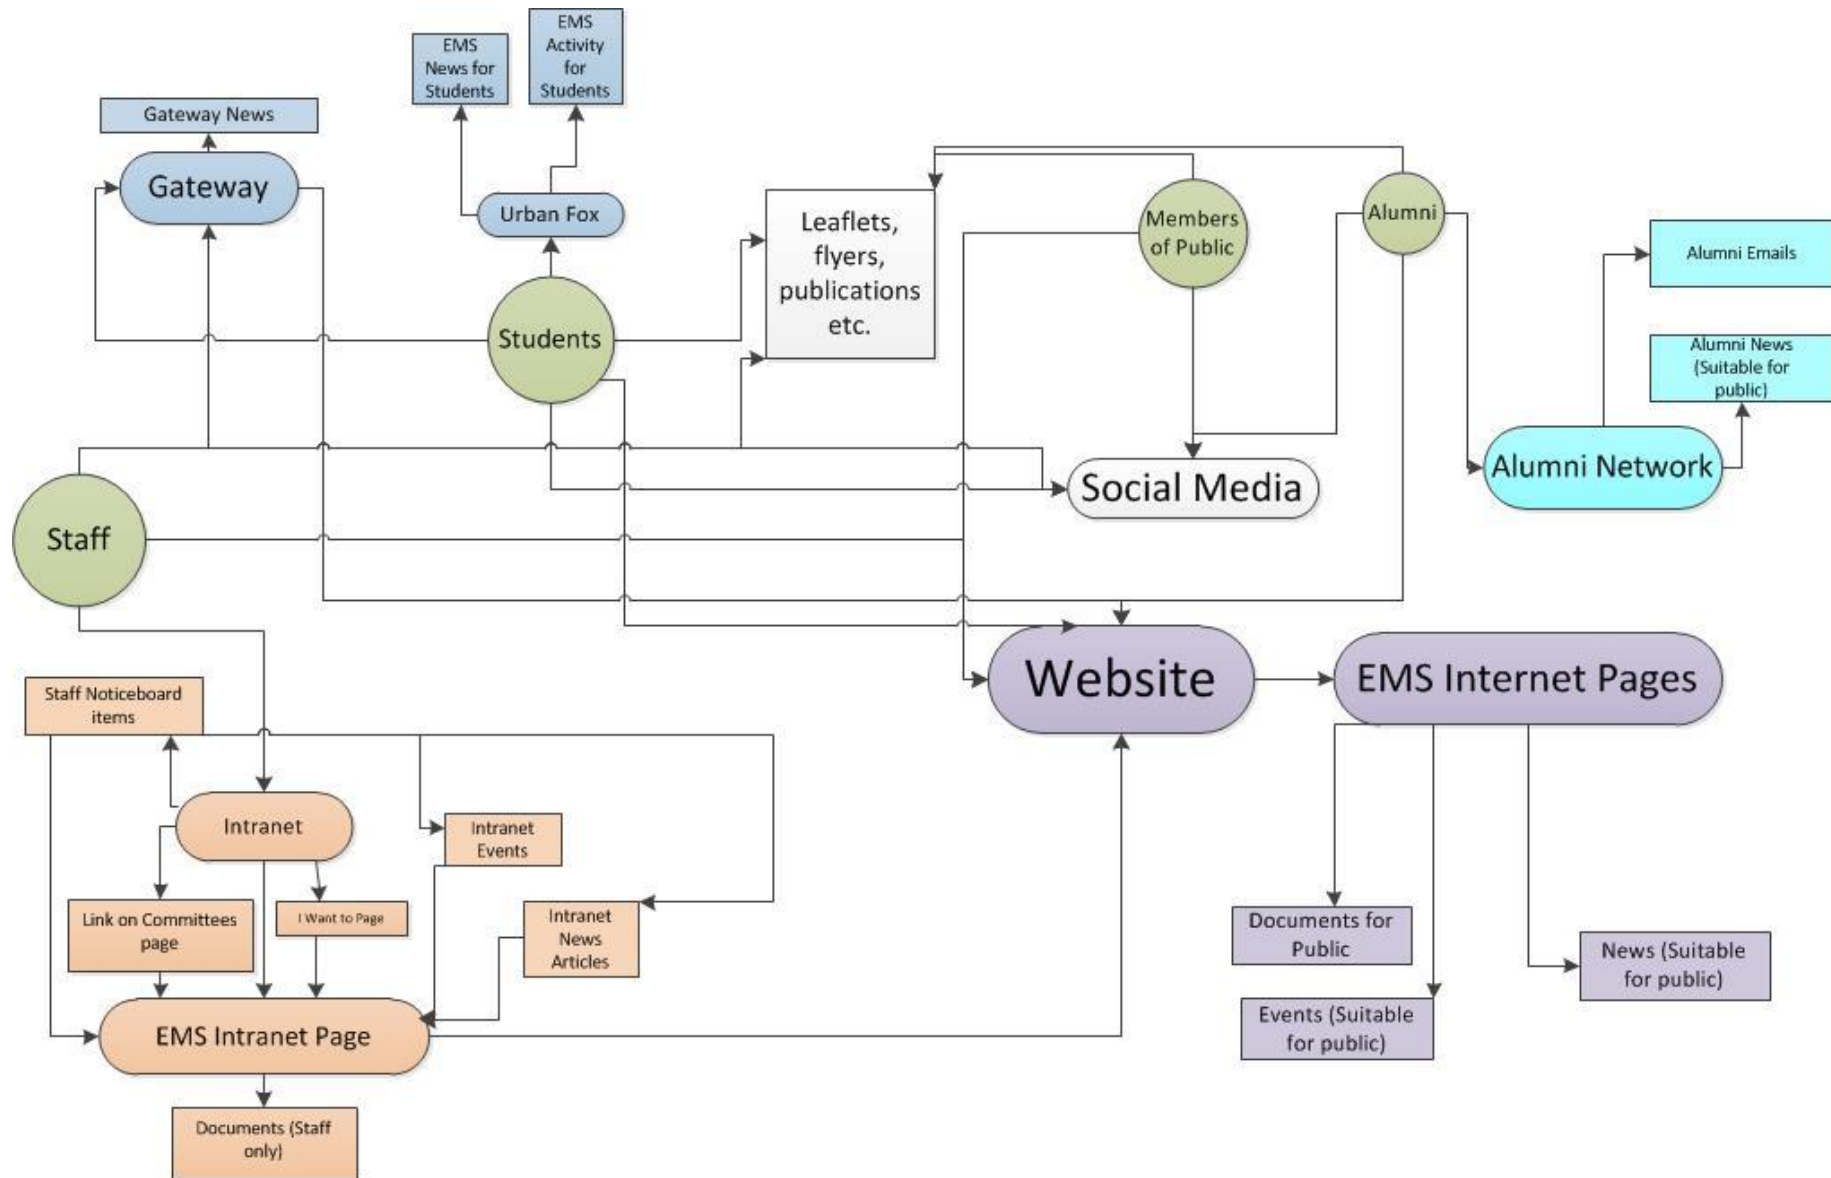 EMS
News for
Students
EMS
Activity
for
Students
Gateway News
Gateway
Urban Fox
Leaflets,
flyers,
publications
etc.
Members
of Public
Alumni
Alumni Emails
Students
Alumni News
(Suitable for
public)
Alumni Network
Social Media
Staff
Website
EMS Internet Pages
Staff Noticeboard
items
Intranet
Intranet
Events
Link on Committees
page
I Want to Page
Intranet
News
Articles
Documents for
Public
News (Suitable
for public)
Events (Suitable
for public)
EMS Intranet Page
Documents (Staff
only)